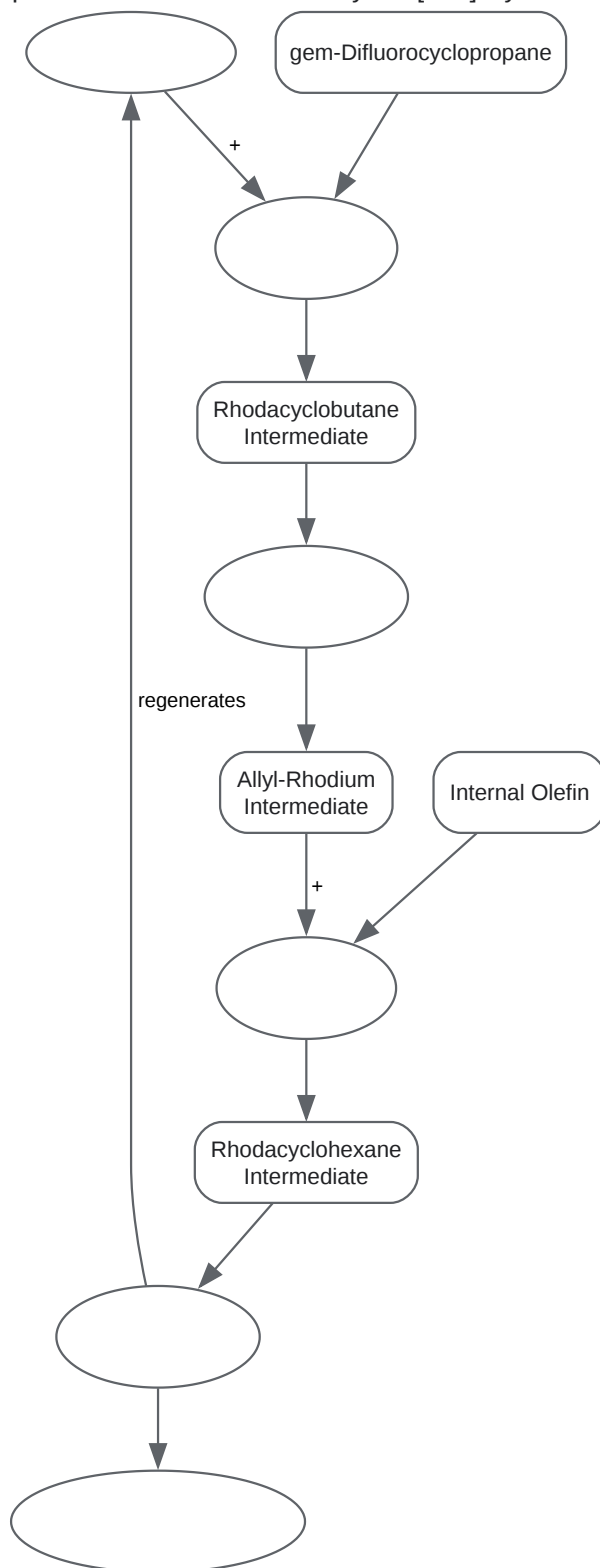 gem-Difluorocyclopropane
+
Rhodacyclobutane
Intermediate
regenerates
Allyl-Rhodium
Intermediate
Internal Olefin
+
Rhodacyclohexane
Intermediate